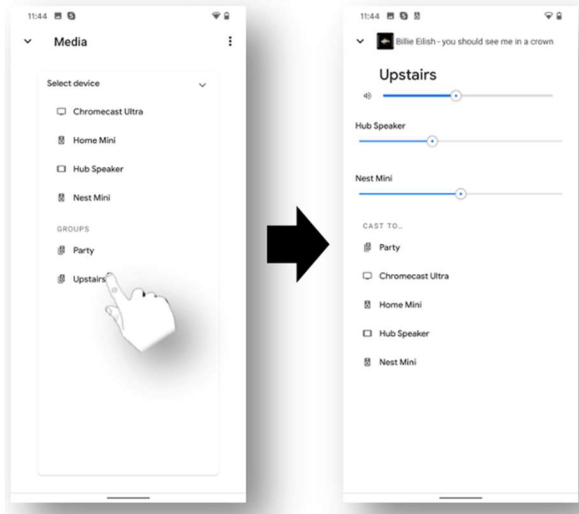 11:44
Media
Select device
Chromecast Ultra
Home Mini
Hub Speaker
Nest Mini
GROUPS
Party
Upstairs
11:44
Billie Eilish - you should see me in a crown
Upstairs
Hub Speaker
Nest Mini
CAST TO...
Party
Chromecast Ultra
Home Mini
Hub Speaker
Nest Mini